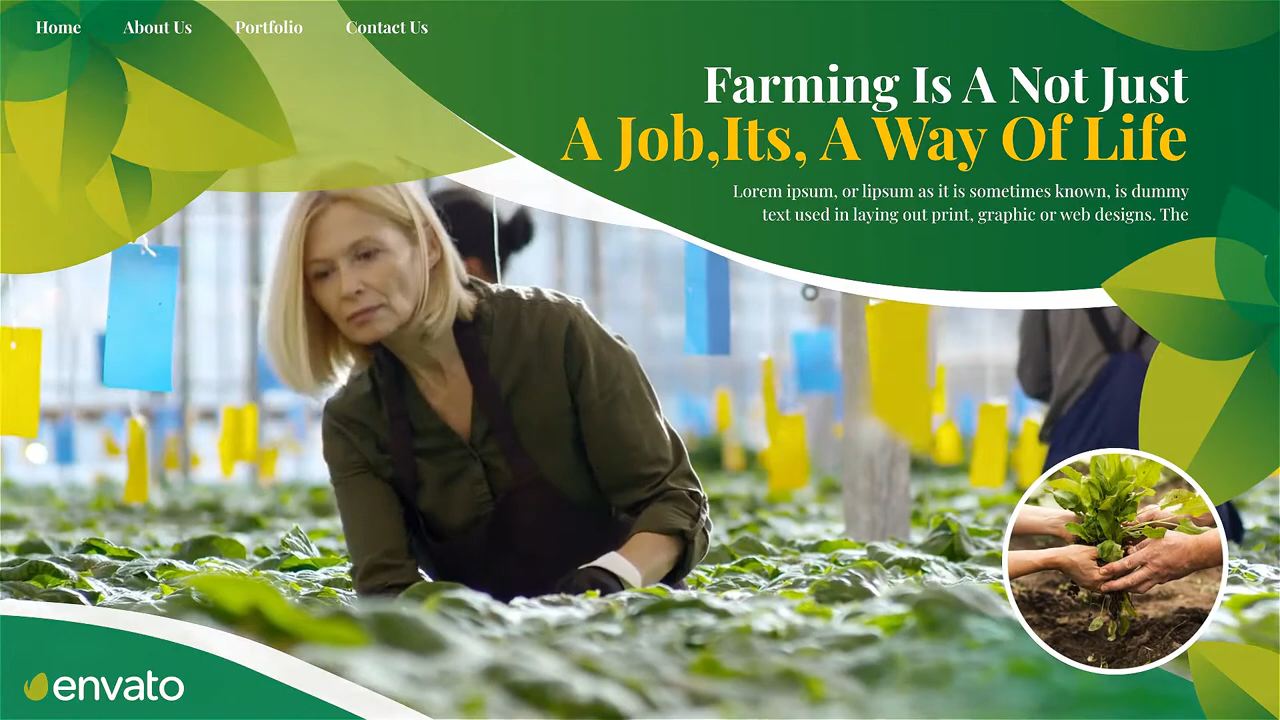 Home About Us Portfolio Contact Us
Farming Is A Not Just
A Job,Its, A Way Of Life
Lorem ipsum, or lipsum as it is sometimes known, is dummy
text used in laying out print, graphic or web designs. The
envato